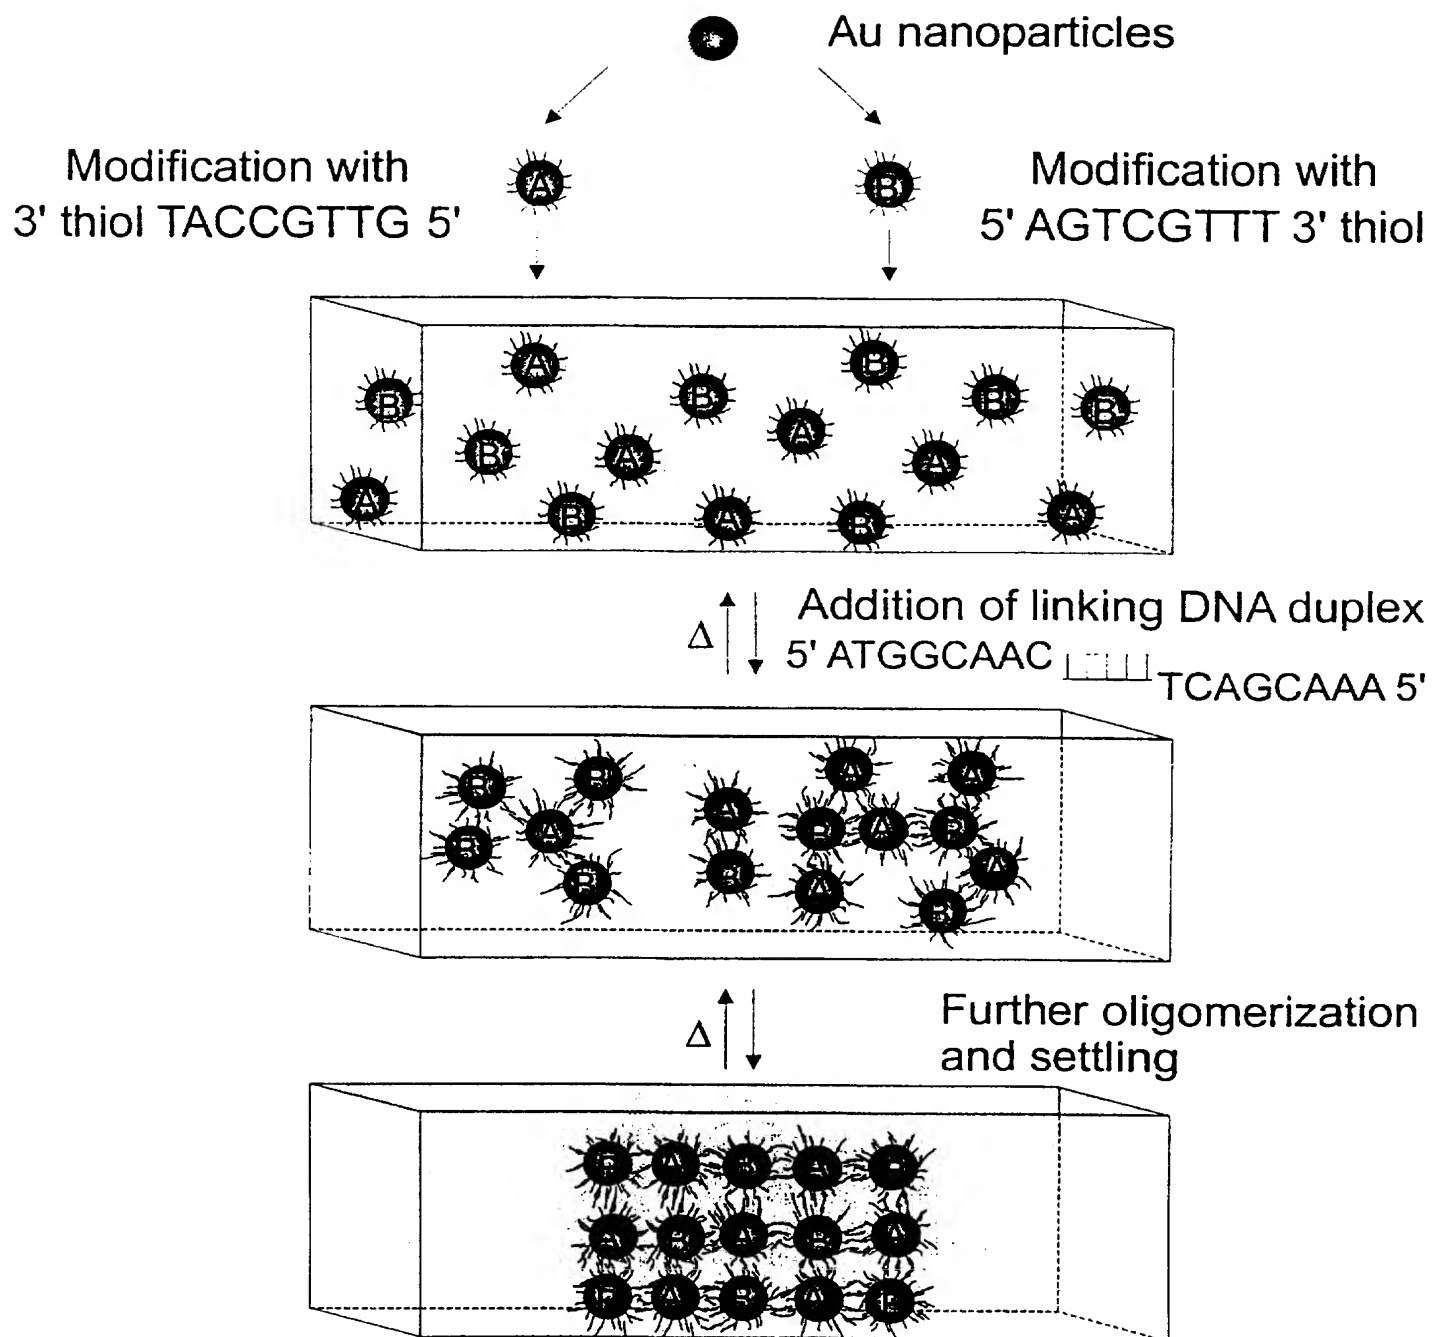 Au nanoparticles
Modification with
3' thiol TACCGTTG 5'
A
B
Modification with
5' AGTCGTTT 3' thiol
A
B
B
B
B
B
A
B
A
A
A
B
A
B
A
Δ
Addition of linking DNA duplex
5' ATGGCAAC
TCAGCAAA 5'
A
A
B
B
A
B
A
B
B
A
A
B
B
A
B
Δ
Further oligomerization
and settling
B
A
B
A
B
A
B
A
B
A
B
A
B
A
B